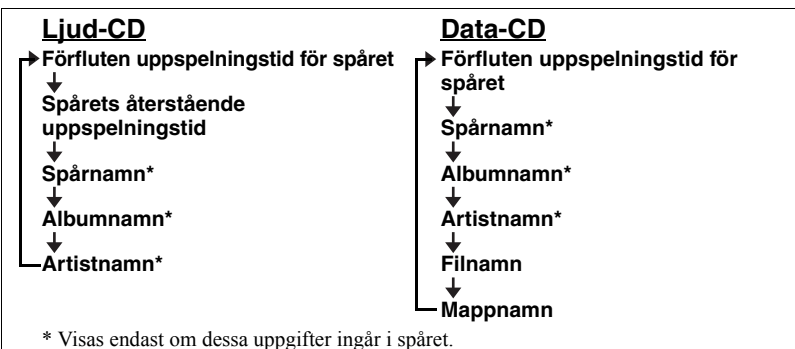 Ljud-CD
Förfluten uppspelningstid för spåret
Spårets återstående
uppspelningstid
Spårnamn*
Albumnamn*
Artistnamn*
Data-CD
Förfluten uppspelningstid för
spåret
Spårnamn*
Albumnamn*
Artistnamn*
Filnamn
Mappnamn
* Visas endast om dessa uppgifter ingår i spåret.